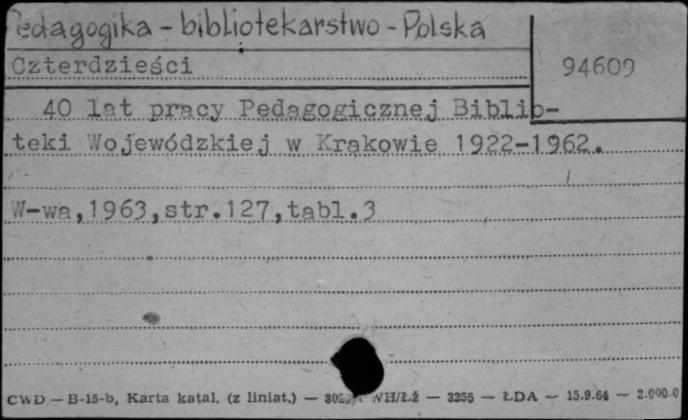 Pedagogika - bibliotekarstwo - Polska
Czterdzieści
94609
40 lat pracy Pedagogicznej Biblio-
teki Wojewódzkiej w Krakowie 1922-1962.
W-wa,1963,str.127,tabl.3
CWD — B-15-b, Karta katal. (z liniat.) — WH/Łź — 3255 — ŁDA — 15.9.64 — 2.000.0